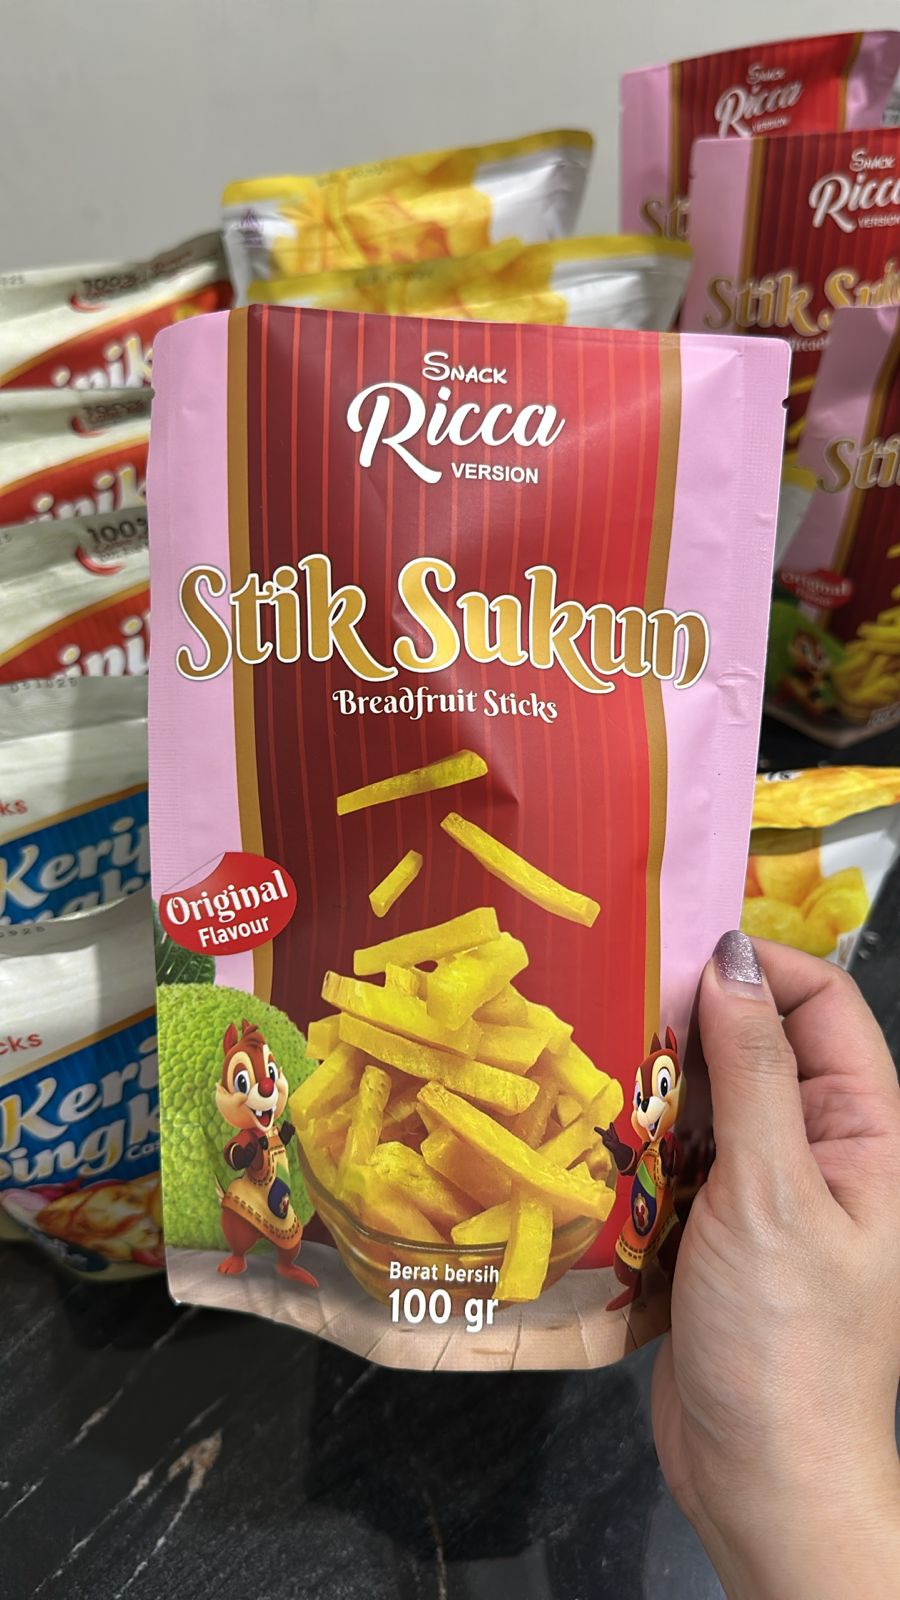 SNACK
Ricca
VERSION
Stik Sukun
Breadfruit Sticks
Original
Flavour
Berat bersih
100 gr
SNACK
Ricca
VERSION
SNACK
VERSION
Original
100%